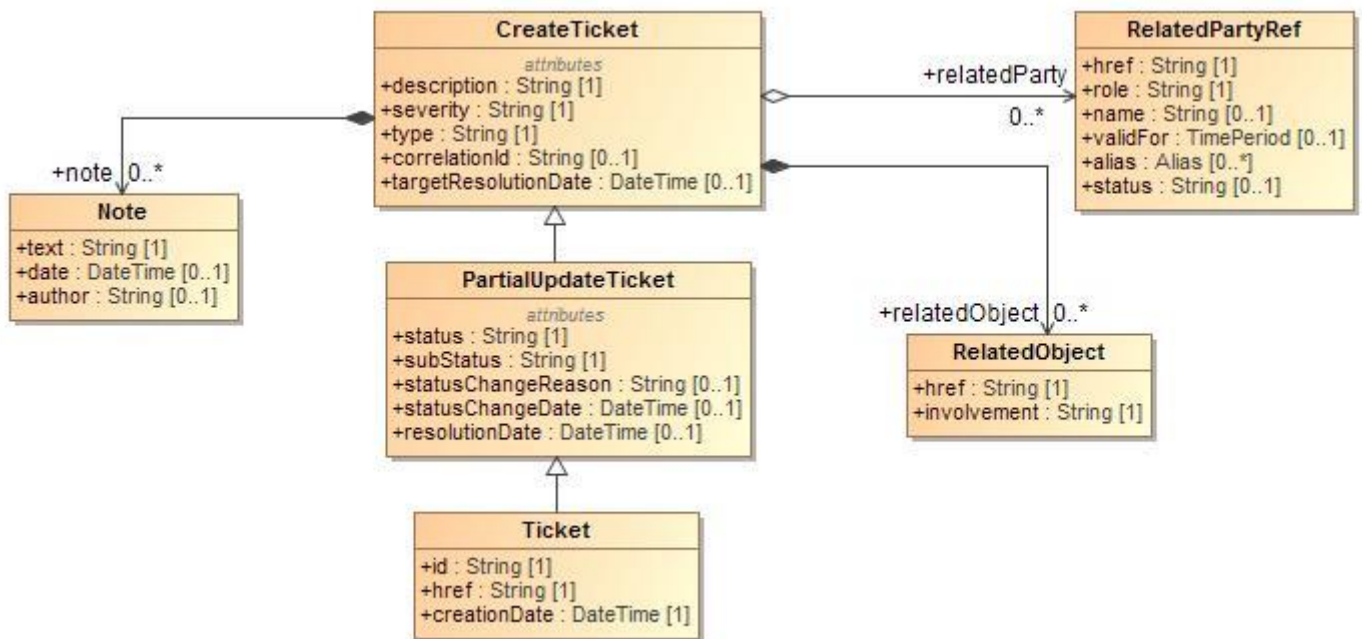 CreateTicket
attributes
+description : String [1]
+severity : String [1]
+type : String [1]
+correlationId : String [0..1]
+targetResolutionDate : DateTime [0..1]
RelatedPartyRef
+href : String [1]
+role : String [1]
+name : String [0..1]
+validFor : TimePeriod [0..1]
+alias : Alias [0..*]
+status : String [0..1]
+relatedParty
0..*
+note 0..*
Note
+text : String [1]
+date : DateTime [0..1]
+author : String [0..1]
PartialUpdateTicket
attributes
+status : String [1]
+subStatus : String [1]
+statusChangeReason : String [0..1]
+statusChangeDate : DateTime [0..1]
+resolutionDate : DateTime [0..1]
+relatedObject 0..*
RelatedObject
+href : String [1]
+involvement : String [1]
Ticket
+id : String [1]
+href : String [1]
+creationDate : DateTime [1]